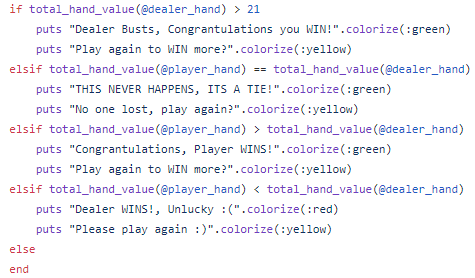 if total_hand_value(@dealer_hand) > 21
puts "Dealer Busts, Congratulations you WIN!".colorize(:green)
puts "Play again to WIN more?".colorize(:yellow)
elsif total_hand_value(@player_hand) == total_hand_value(@dealer_hand)
puts "THIS NEVER HAPPENS, ITS A TIE!".colorize(:green)
puts "No one lost, play again?".colorize(:yellow)
elsif total_hand_value(@player_hand) > total_hand_value(@dealer_hand)
puts "Congratulations, Player WINS!".colorize(:green)
puts "Play again to WIN more?".colorize(:yellow)
elsif total_hand_value(@player_hand) < total_hand_value(@dealer_hand)
puts "Dealer WINS!, Unlucky :(".colorize(:red)
puts "Please play again :)".colorize(:yellow)
else
end